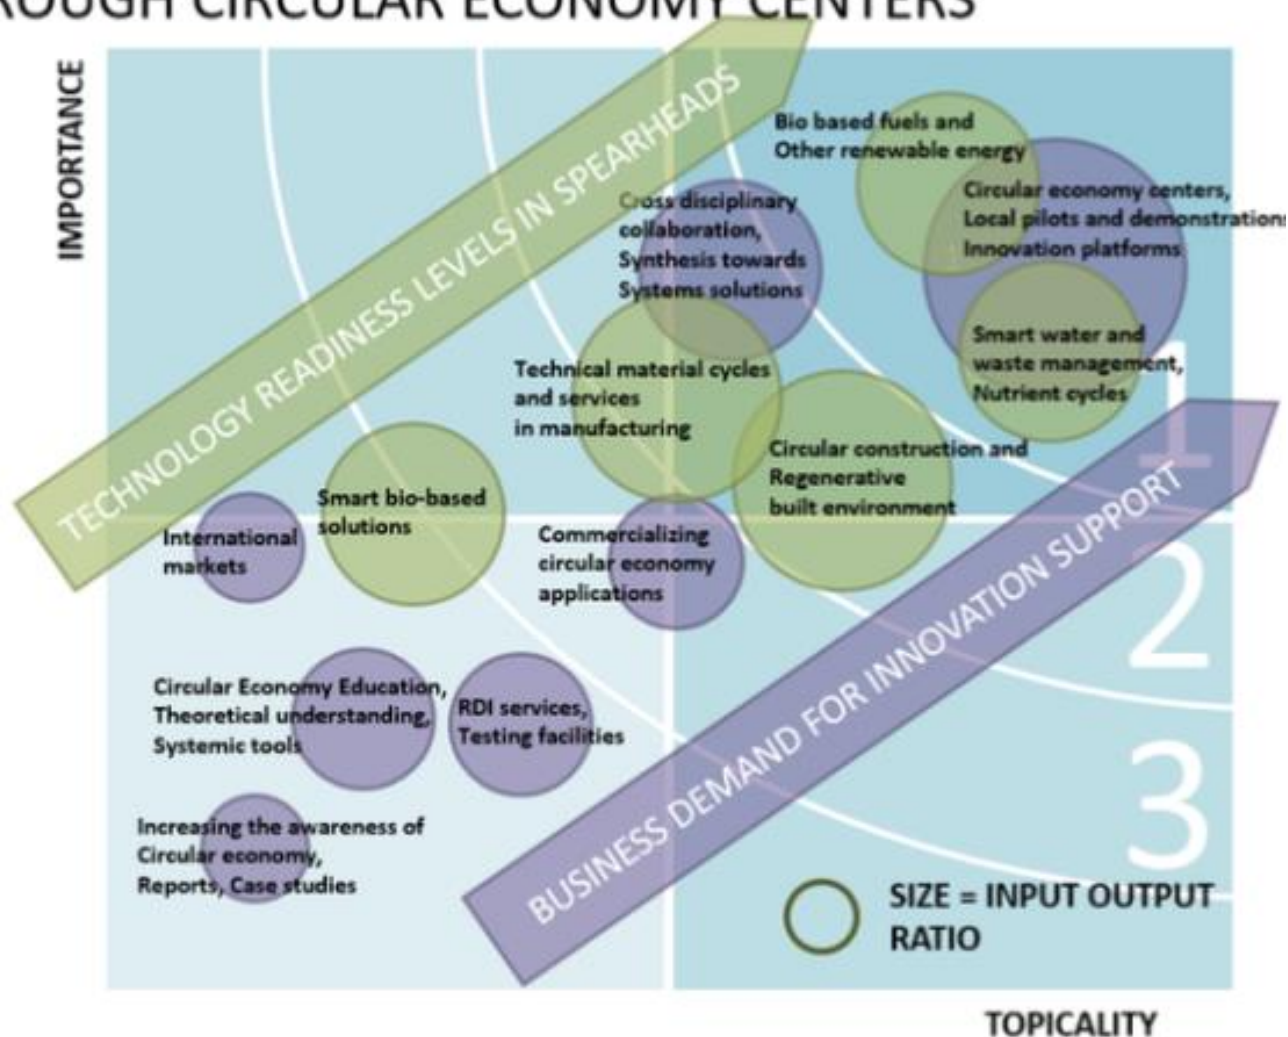 ROUGH CIRCULAR ECONOMY CENTERS
IMPORTANCE
TECHNOLOGY READINESS LEVELS IN SPEARHEADS
Bio based fuels and
Other renewable energy
Circular economy centers,
Local pilots and demonstrations
Innovation platforms
Cross disciplinary
collaboration,
Synthesis towards
Systems solutions
Smart water and
waste management,
Nutrient cycles
1
Technical material cycles
and services
in manufacturing
Circular construction and
Regenerative
built environment
Smart bio-based
solutions
International
markets
Commercializing
circular economy
applications
2
BUSINESS DEMAND FOR INNOVATION SUPPORT
Circular Economy Education,
Theoretical understanding,
Systemic tools
RDI services,
Testing facilities
3
Increasing the awareness of
Circular economy,
Reports, Case studies
SIZE = INPUT OUTPUT
RATIO
TOPICALITY